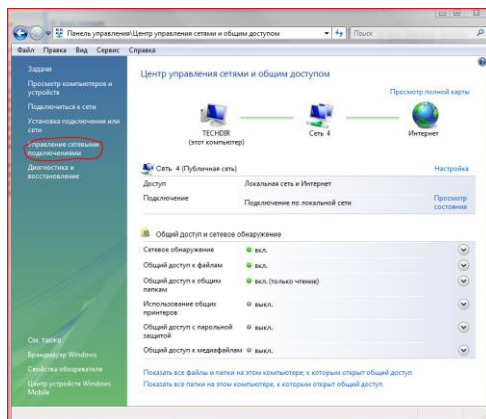 Панель управления\Центр управления сетями и общим доступом
Поиск
Файл Правка Вид Сервис Справка
Задачи
Просмотр компьютеров и
устройств
Подключиться к сети
Установка подключения или
сети
Управление сетевыми
подключениями
Диагностика и
восстановление
См. также
Брандмауэр Windows
Свойства обозревателя
Центр устройств Windows
Mobile
Центр управления сетями и общим доступом
Просмотр полной карты
TECHDIR
(этот компьютер)
Сеть 4
Интернет
Сеть 4 (Публичная сеть)
Настройка
Доступ
Локальная сеть и Интернет
Подключение
Подключение по локальной сети
Просмотр
состояния
Общий доступ и сетевое обнаружение
Сетевое обнаружение
вкл.
Общий доступ к файлам
вкл.
Общий доступ к общим
папкам
вкл. (только чтение)
Использование общих
принтеров
выкл.
Общий доступ с парольной
защитой
выкл.
Общий доступ к медиафайлам
выкл.
Показать все файлы и папки на этом компьютере, к которым открыт общий доступ
Показать все папки на этом компьютере, к которым открыт общий доступ